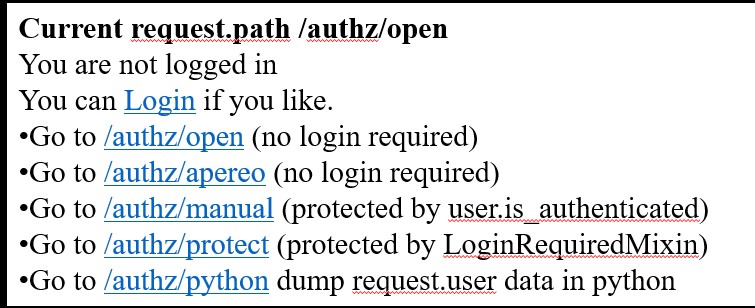 Current request.path /authz/open
You are not logged in
You can Login if you like.
•Go to /authz/open (no login required)
•Go to /authz/apereo (no login required)
•Go to /authz/manual (protected by user.is_authenticated)
•Go to /authz/protect (protected by LoginRequiredMixin)
•Go to /authz/python dump request.user data in python